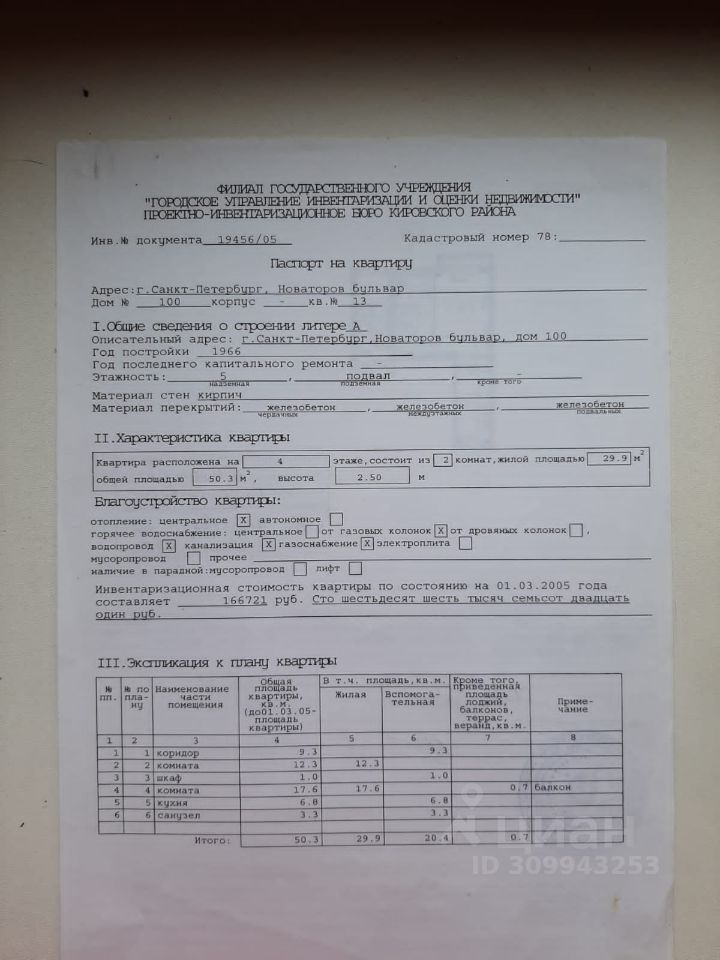 ФИЛИАЛ ГОСУДАРСТВЕННОГО УЧРЕЖДЕНИЯ
"ГОРОДСКОЕ УПРАВЛЕНИЕ ИНВЕНТАРИЗАЦИИ И ОЦЕНКИ НЕДВИЖИМОСТИ"
ПРОЕКТНО-ИНВЕНТАРИЗАЦИОННОЕ БЮРО КИРОВСКОГО РАЙОНА
Инв.№ документа 19456/05 Кадастровый номер 78:
Паспорт на квартиру
Адрес:г.Санкт-Петербург, Новаторов бульвар
Дом № 100 корпус - кв.№ 13
I.Общие сведения о строении литере А
Описательный адрес: г.Санкт-Петербург,Новаторов бульвар, дом 100
Год постройки 1966
Год последнего капитального ремонта -
Этажность: 5 , подвал , -
надземная подземная кроме того
Материал стен кирпич
Материал перекрытий: железобетон , железобетон , железобетон
чердачных междуэтажных подвальных
II.Характеристика квартиры
Квартира расположена на 4 этаже,состоит из 2 комнат,жилой площадью 29.9 м2
общей площадью 50.3 м2, высота 2.50 м
Благоустройство квартиры:
отопление: центральное X автономное
горячее водоснабжение: центральное от газовых колонок X от дровяных колонок ,
водопровод X канализация X газоснабжение X электроплита
мусоропровод прочее
наличие в парадной:мусоропровод лифт
Инвентаризационная стоимость квартиры по состоянию на 01.03.2005 года
составляет 166721 руб. Сто шестьдесят шесть тысяч семьсот двадцать
один руб.
III.Экспликация к плану квартиры
№ пп. № по пла-ну Наименование части помещения Общая площадь квартиры, кв.м. (до01.03.05-площадь квартиры) В т.ч. площадь,кв.м. Жилая Вспомога-тельная Кроме того, приведенная площадь лоджий, балконов, террас, веранд,кв.м. Приме-чание
1 2 3 4 5 6 7 8
1 1 коридор 9.3 9.3
2 2 комната 12.3 12.3
3 3 шкаф 1.0 1.0
4 4 комната 17.6 17.6 0.7 балкон
5 5 кухня 6.8 6.8
6 6 санузел 3.3 3.3
Итого: 50.3 29.9 20.4 0.7
Циан
ID 309943253